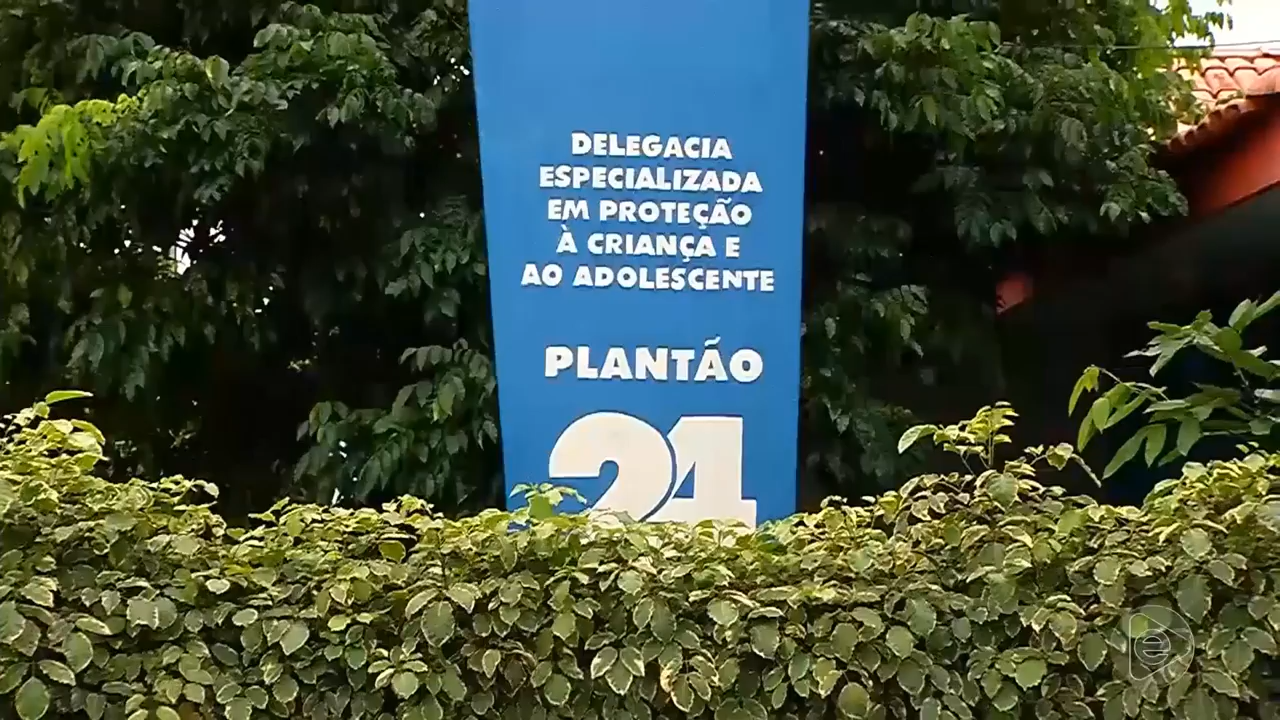 DELEGACIA
ESPECIALIZADA
EM PROTEÇÃO
À CRIANÇA E
AO ADOLESCENTE
PLANTÃO
24
e